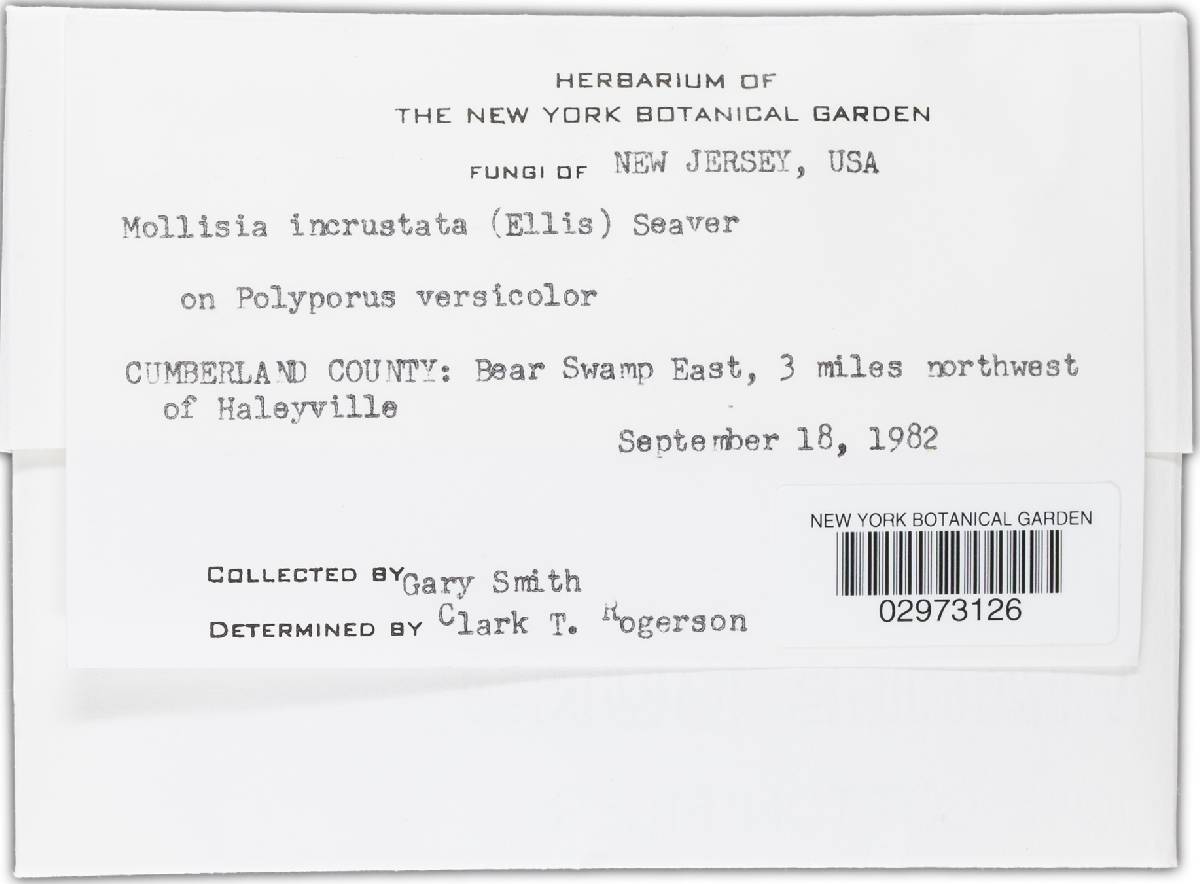 HERBARIUM OF
THE NEW YORK BOTANICAL GARDEN
FUNGI OF NEW JERSEY, USA
Mollisia incrustata (Ellis) Seaver
on Polyporus versicolor
CUMBERLAND COUNTY: Bear Swamp East, 3 miles northwest
of Haleyville
September 18, 1982
NEW YORK BOTANICAL GARDEN
02973126
COLLECTED BY Gary Smith
DETERMINED BY Clark T. Rogerson